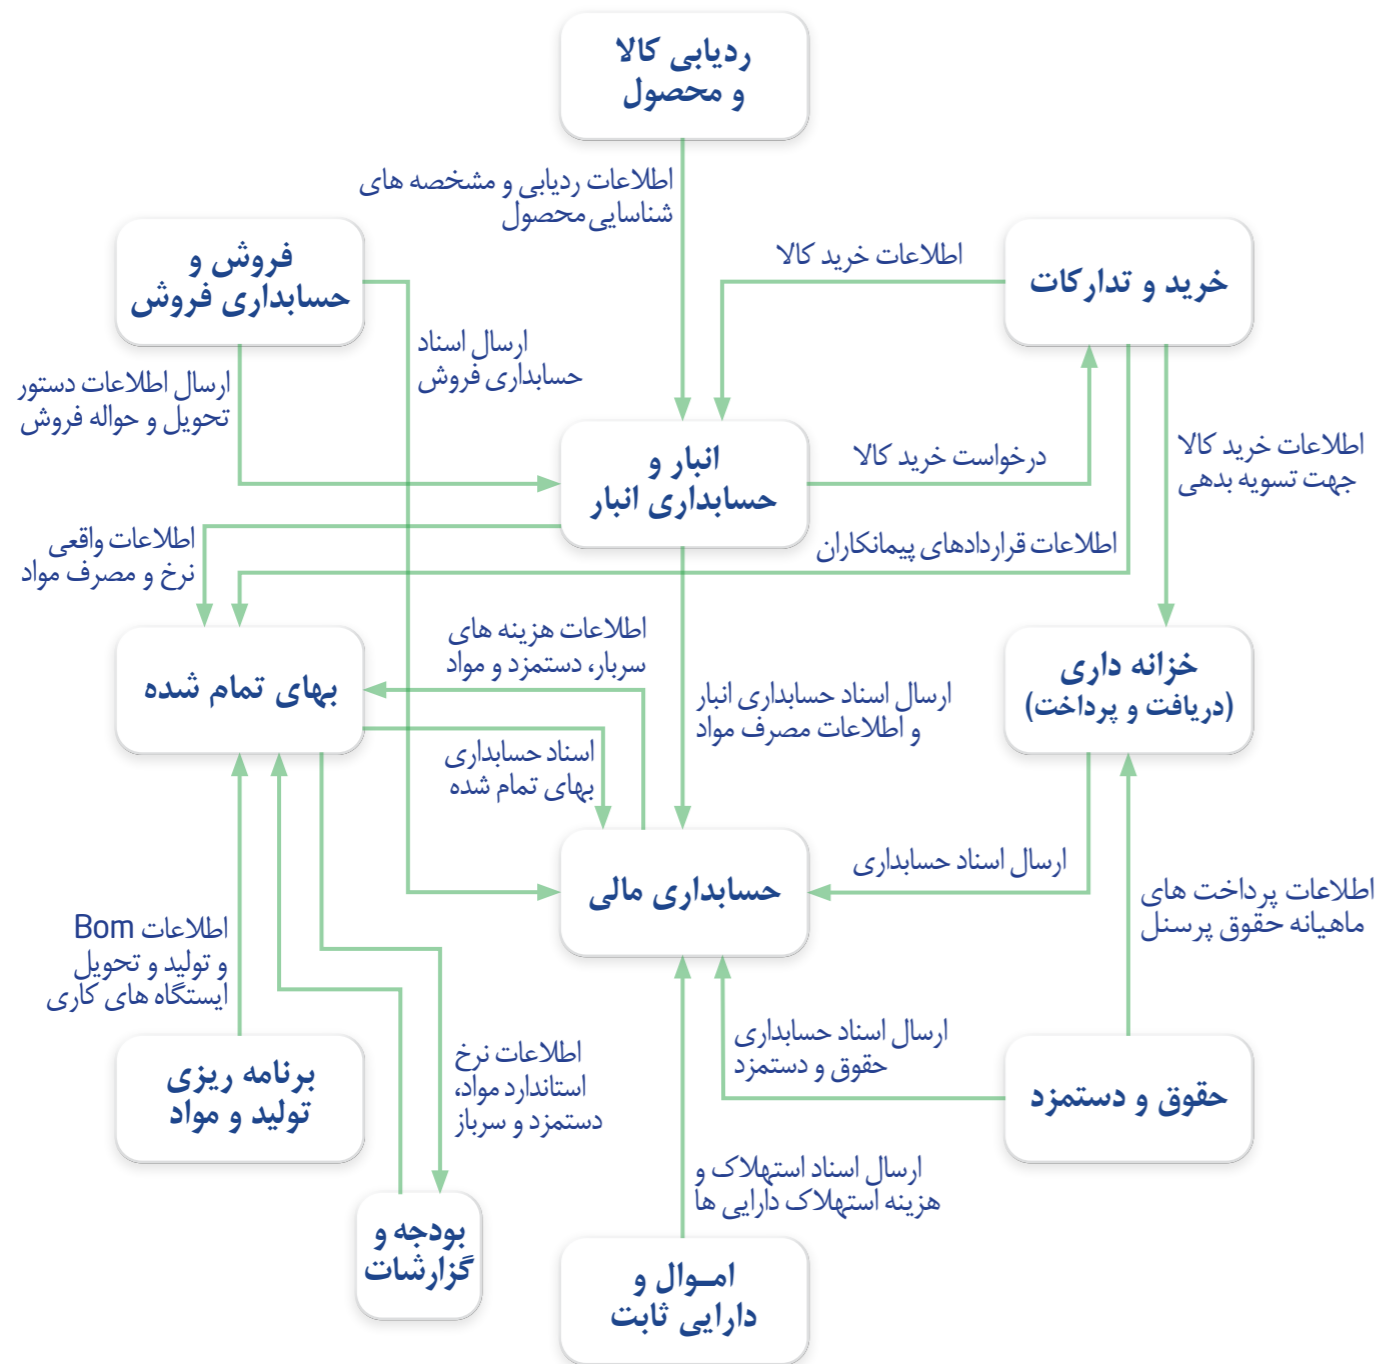 ردیابی کالا
و محصول
اطلاعات ردیابی و مشخصه های
شناسایی محصول
خرید و تدارکات
اطلاعات خرید کالا
فروش و
حسابداری فروش
ارسال اسناد
حسابداری فروش
ارسال اطلاعات دستور
تحویل و حواله فروش
انبار و
حسابداری انبار
درخواست خرید کالا
اطلاعات خرید کالا
جهت تسویه بدهی
اطلاعات قراردادهای پیمانکاران
اطلاعات واقعی
نرخ و مصرف مواد
خزانه داری
(دریافت و پرداخت)
بهای تمام شده
اطلاعات هزینه های
سربار، دستمزد و مواد
ارسال اسناد حسابداری انبار
و اطلاعات مصرف مواد
اسناد حسابداری
بهای تمام شده
حسابداری مالی
ارسال اسناد حسابداری
اطلاعات پرداخت های
ماهیانه حقوق پرسنل
اطلاعات Bom
و تولید و تحویل
ایستگاه های کاری
ارسال اسناد حسابداری
حقوق و دستمزد
حقوق و دستمزد
اطلاعات نرخ
استاندارد مواد،
دستمزد و سرباز
برنامه ریزی
تولید و مواد
ارسال اسناد استهلاک و
هزینه استهلاک دارایی ها
بودجه و
گزارشات
امـوال و
دارایی ثابت